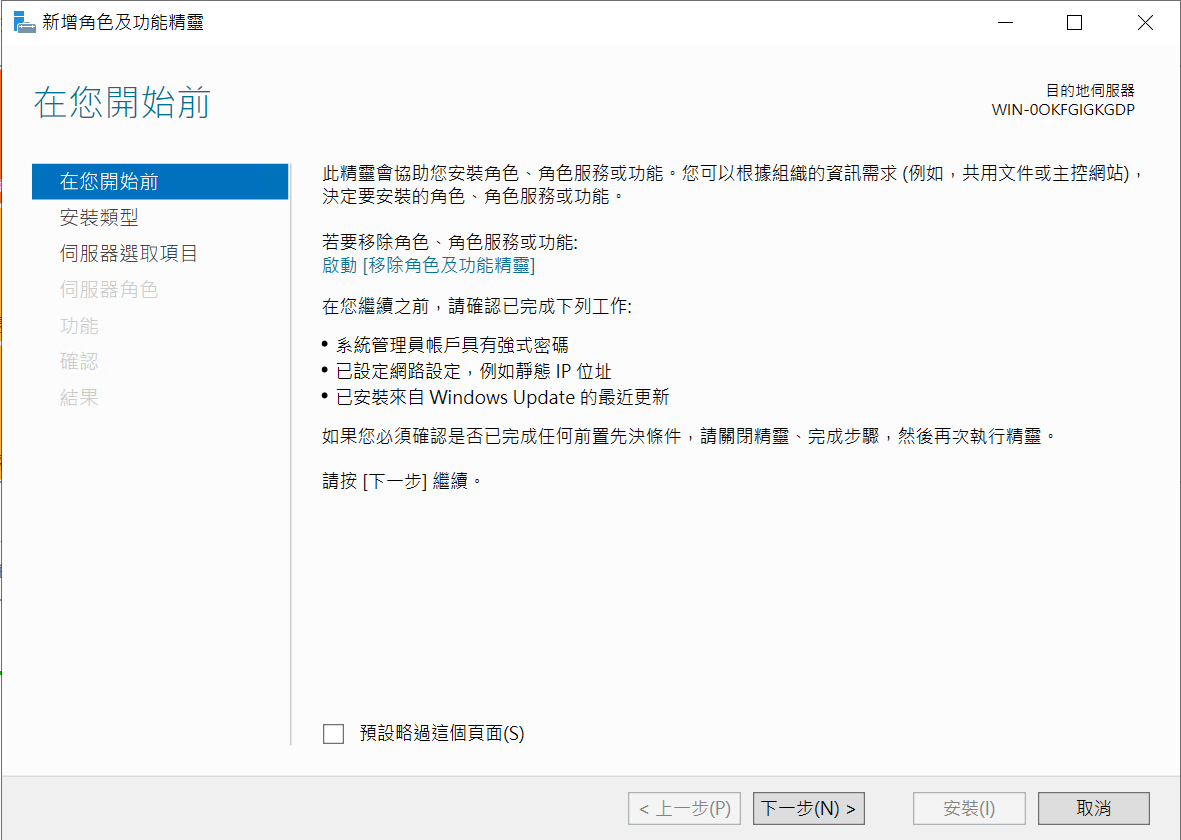 新增角色及功能精靈
在您開始前
目的地伺服器
WIN-0OKFGIGKGDP
在您開始前
安裝類型
伺服器選取項目
伺服器角色
功能
確認
結果
此精靈會協助您安裝角色、角色服務或功能。您可以根據組織的資訊需求 (例如，共用文件或主控網站)，
決定要安裝的角色、角色服務或功能。
若要移除角色、角色服務或功能:
啟動 [移除角色及功能精靈]
在您繼續之前，請確認已完成下列工作:
• 系統管理員帳戶具有強式密碼
• 已設定網路設定，例如靜態 IP 位址
• 已安裝來自 Windows Update 的最近更新
如果您必須確認是否已完成任何前置先決條件，請關閉精靈、完成步驟，然後再次執行精靈。
請按 [下一步] 繼續。
預設略過這個頁面(S)
< 上一步(P)
下一步(N) >
安裝(I)
取消